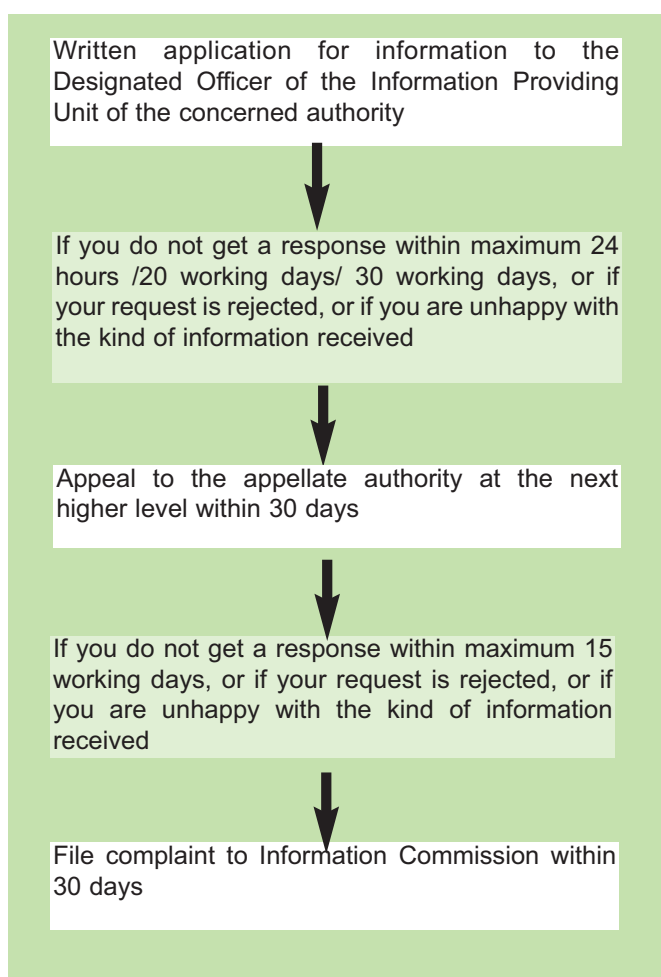 Written application for information to the
Designated Officer of the Information Providing
Unit of the concerned authority
If you do not get a response within maximum 24
hours /20 working days/ 30 working days, or if
your request is rejected, or if you are unhappy with
the kind of information received
Appeal to the appellate authority at the next
higher level within 30 days
If you do not get a response within maximum 15
working days, or if your request is rejected, or if
you are unhappy with the kind of information
received
File complaint to Information Commission within
30 days